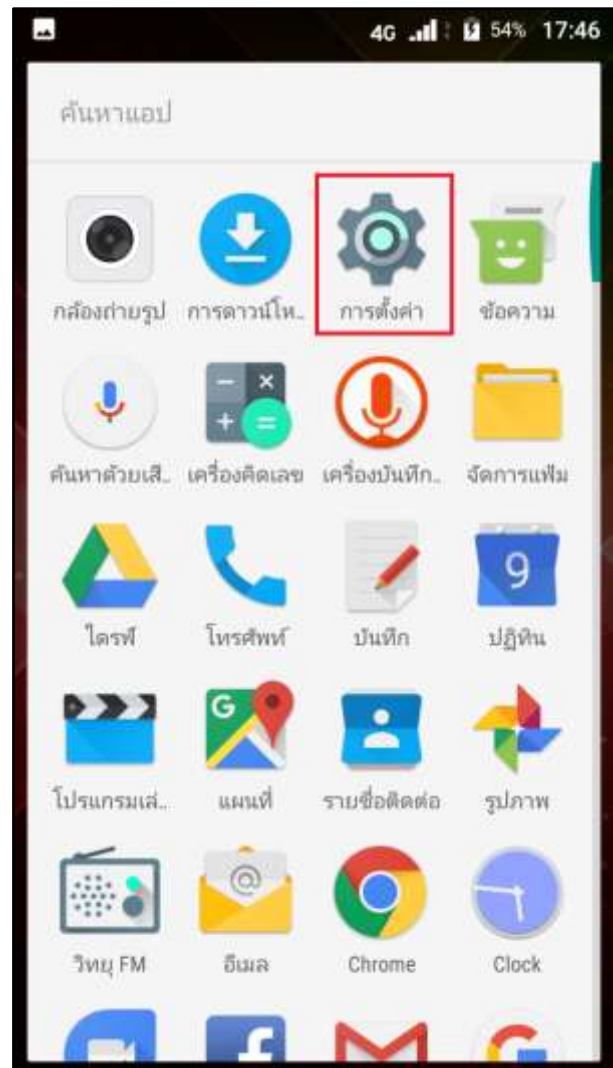 4G 54% 17:46
ค้นหาแอป
กล้องถ่ายรูป การดาวน์โห.. การตั้งค่า ข้อความ
ค้นหาด้วยเสี.. เครื่องคิดเลข เครื่องบันทึก.. จัดการแฟ้ม
9
ไดรฟ์ โทรศัพท์ บันทึก ปฏิทิน
G
โปรแกรมเล่.. แผนที่ รายชื่อติดต่อ รูปภาพ
@
วิทยุ FM อีเมล Chrome Clock